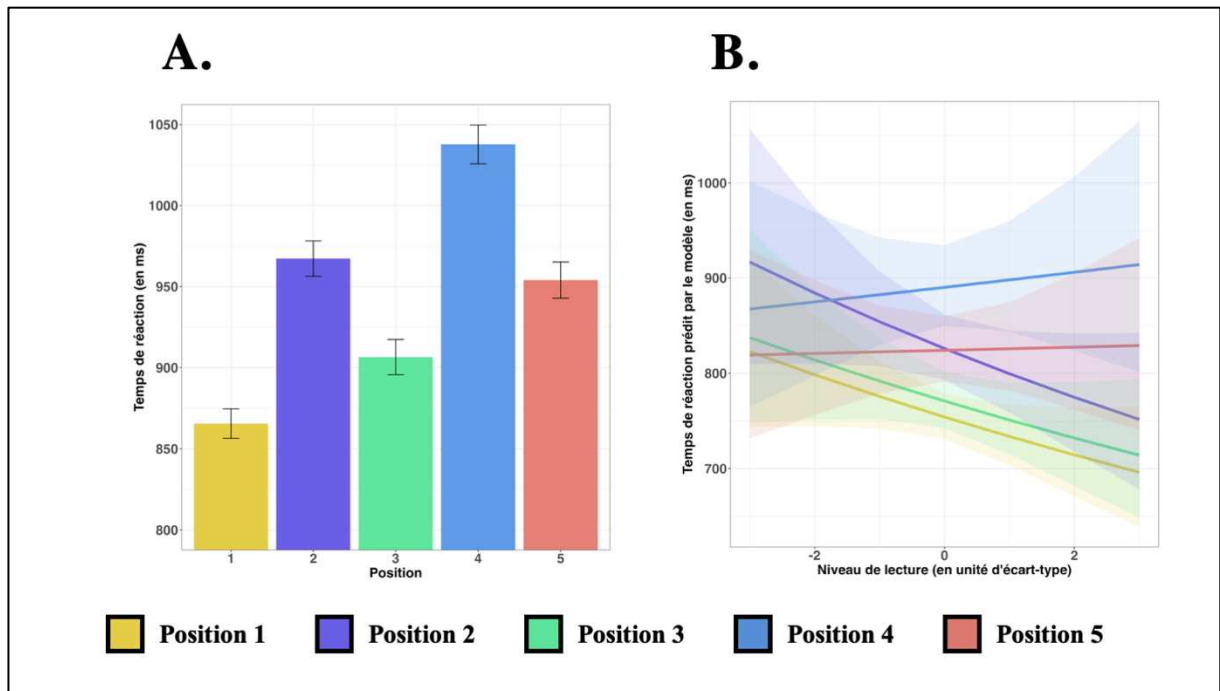 A.
B.
Temps de réaction (en ms)
1050
1000
950
900
850
800
1
2
3
4
5
Position
Temps de réaction prédit par le modèle (en ms)
1000
900
800
700
-2
0
2
Niveau de lecture (en unité d'écart-type)
Position 1
Position 2
Position 3
Position 4
Position 5